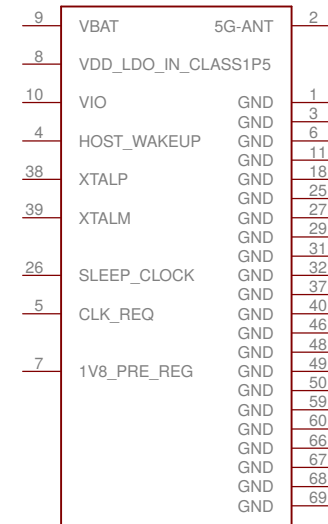 9 VBAT 5G-ANT 2
8 VDD_LDO_IN_CLASS1P5
10 VIO GND 1
GND 3
4 HOST_WAKEUP GND 6
GND 11
38 XTALP GND 18
GND 25
39 XTALM GND 27
GND 29
GND 31
26 SLEEP_CLOCK GND 32
GND 37
5 CLK_REQ GND 40
GND 46
GND 48
7 1V8_PRE_REG GND 49
GND 50
GND 59
GND 60
GND 66
GND 67
GND 68
GND 69